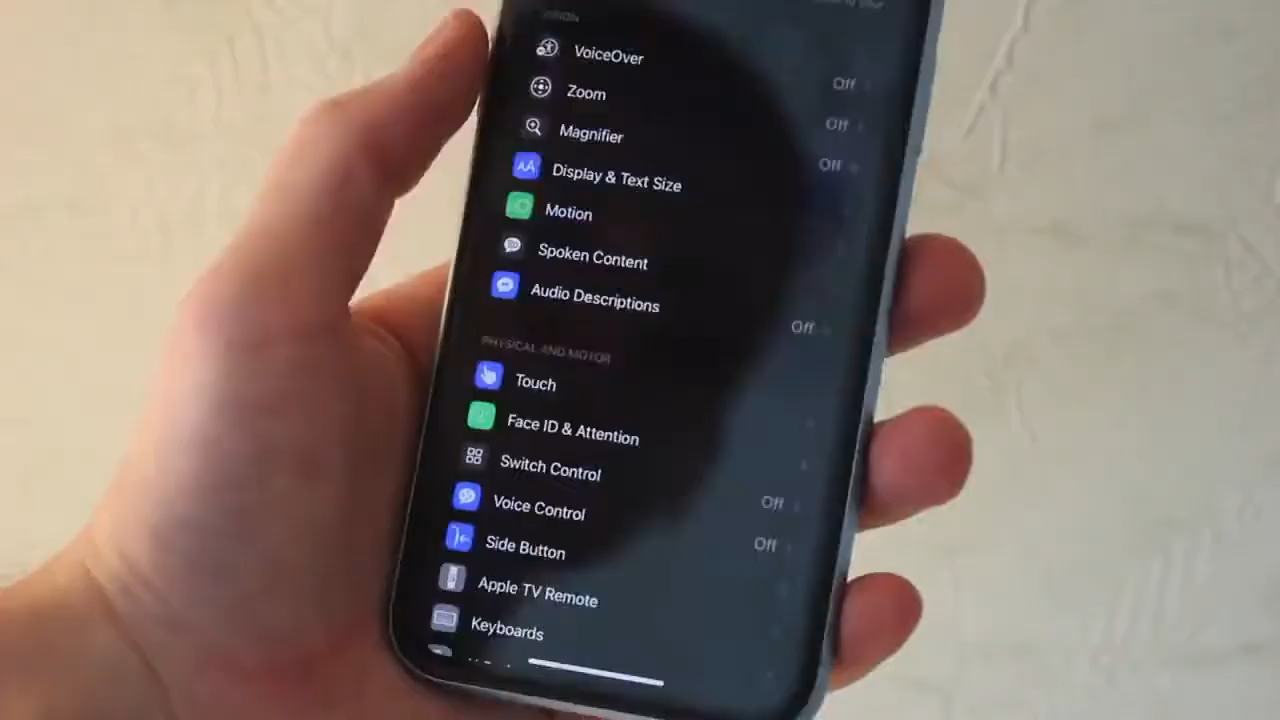 VISION
VoiceOver Off
Zoom Off
Magnifier Off
Display & Text Size
Motion
Spoken Content
Audio Descriptions Off
PHYSICAL AND MOTOR
Touch
Face ID & Attention
Switch Control Off
Voice Control Off
Side Button
Apple TV Remote
Keyboards